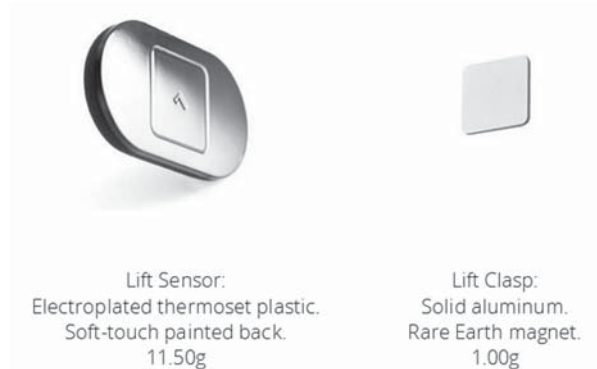 Lift Sensor:
Electroplated thermoset plastic.
Soft-touch painted back.
11.50g
Lift Clasp:
Solid aluminum.
Rare Earth magnet.
1.00g